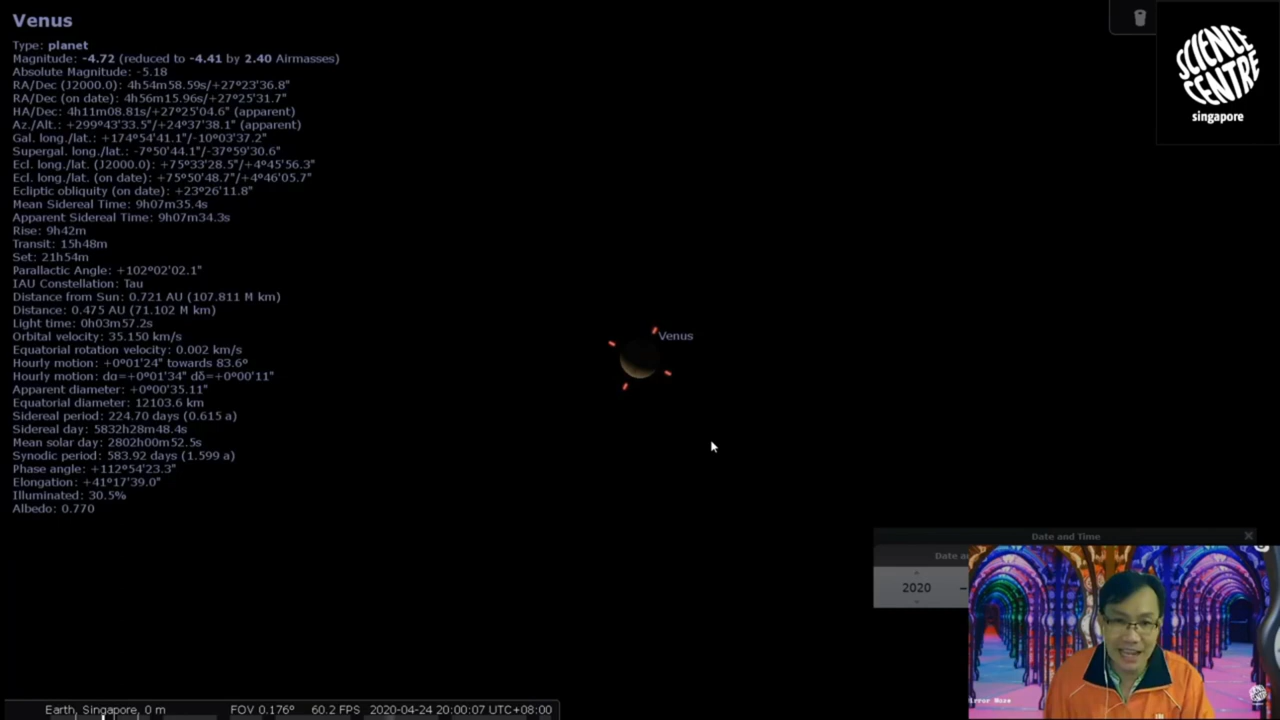 Venus
Type: planet
Magnitude: -4.72 (reduced to -4.41 by 2.40 Airmasses)
Absolute Magnitude: -5.18
RA/Dec (J2000.0): 4h54m58.59s/+27°23'36.8"
RA/Dec (on date): 4h56m15.96s/+27°25'31.7"
HA/Dec: 4h11m08.81s/+27°25'04.6" (apparent)
Az./Alt.: +299°43'33.5"/+24°37'38.1" (apparent)
Gal. long./lat.: +174°54'41.1"/-10°03'37.2"
Supergal. long./lat.: -7°50'44.1"/-37°59'30.6"
Ecl. long./lat. (J2000.0): +75°33'28.5"/+4°45'56.3"
Ecl. long./lat. (on date): +75°50'48.7"/+4°46'05.7"
Ecliptic obliquity (on date): +23°26'11.8"
Mean Sidereal Time: 9h07m35.4s
Apparent Sidereal Time: 9h07m34.3s
Rise: 9h42m
Transit: 15h48m
Set: 21h54m
Parallactic Angle: +102°02'02.1"
IAU Constellation: Tau
Distance from Sun: 0.721 AU (107.811 M km)
Distance: 0.475 AU (71.102 M km)
Light time: 0h03m57.2s
Orbital velocity: 35.150 km/s
Equatorial rotation velocity: 0.002 km/s
Hourly motion: +0°01'24" towards 83.6°
Hourly motion: dα=+0°01'34" dδ=+0°00'11"
Apparent diameter: +0°00'35.11"
Equatorial diameter: 12103.6 km
Sidereal period: 224.70 days (0.615 a)
Sidereal day: 5832h28m48.4s
Mean solar day: 2802h00m52.5s
Synodic period: 583.92 days (1.599 a)
Phase angle: +112°54'23.3"
Elongation: +41°17'39.0"
Illuminated: 30.5%
Albedo: 0.770
SCIENCE
CENTRE
singapore
Venus
Date and Time
Date a
2020 –
Mirror Maze
Earth, Singapore, 0 m FOV 0.176° 60.2 FPS 2020-04-24 20:00:07 UTC+08:00